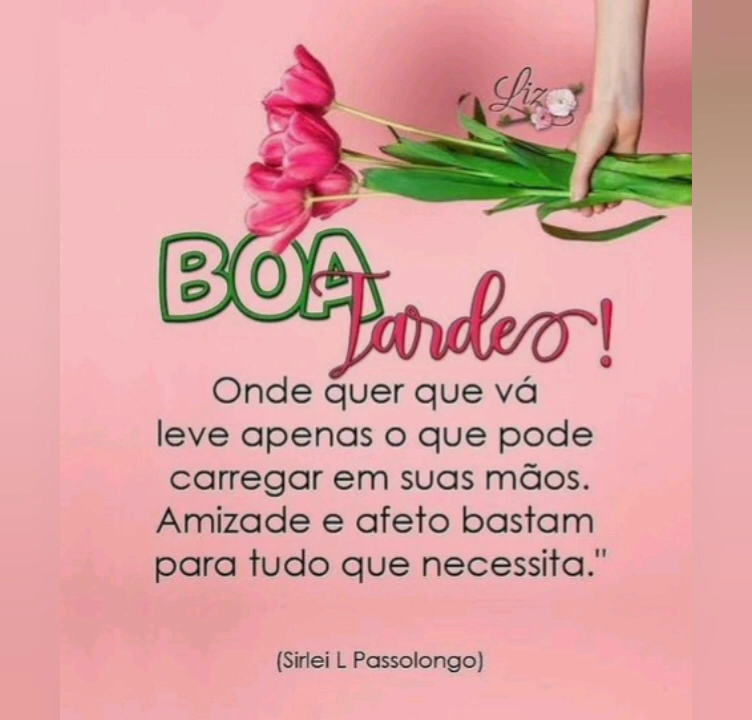 Liz
BOA
Tarde!
Onde quer que vá
leve apenas o que pode
carregar em suas mãos.
Amizade e afeto bastam
para tudo que necessita."
(Sirlei L Passolongo)